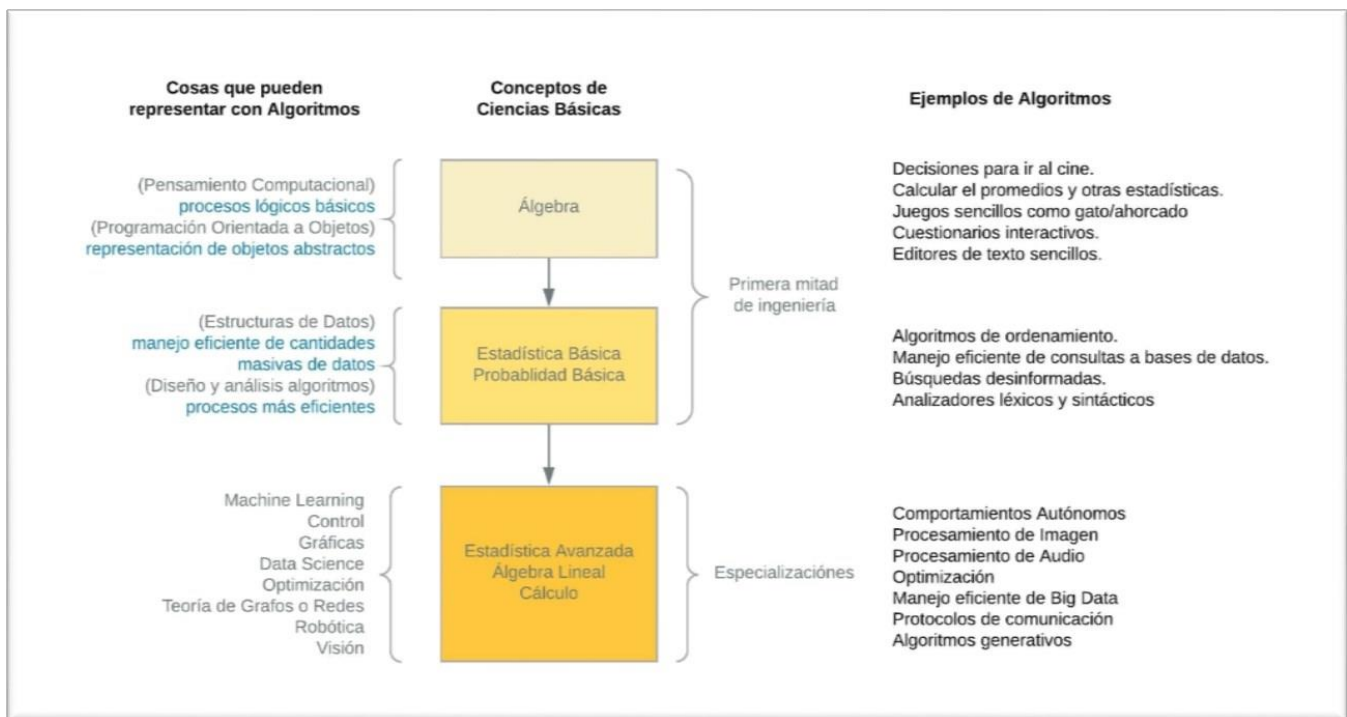 Cosas que pueden
representar con Algoritmos
Conceptos de
Ciencias Básicas
Ejemplos de Algoritmos
(Pensamiento Computacional)
procesos lógicos básicos
(Programación Orientada a Objetos)
representación de objetos abstractos
Álgebra
Decisiones para ir al cine.
Calcular el promedios y otras estadísticas.
Juegos sencillos como gato/ahorcado
Cuestionarios interactivos.
Editores de texto sencillos.
Primera mitad
de ingeniería
(Estructuras de Datos)
manejo eficiente de cantidades
masivas de datos
(Diseño y análisis algoritmos)
procesos más eficientes
Estadística Básica
Probablidad Básica
Algoritmos de ordenamiento.
Manejo eficiente de consultas a bases de datos.
Búsquedas desinformadas.
Analizadores léxicos y sintácticos
Machine Learning
Control
Gráficas
Data Science
Optimización
Teoría de Grafos o Redes
Robótica
Visión
Estadística Avanzada
Álgebra Lineal
Cálculo
Especializaciónes
Comportamientos Autónomos
Procesamiento de Imagen
Procesamiento de Audio
Optimización
Manejo eficiente de Big Data
Protocolos de comunicación
Algoritmos generativos